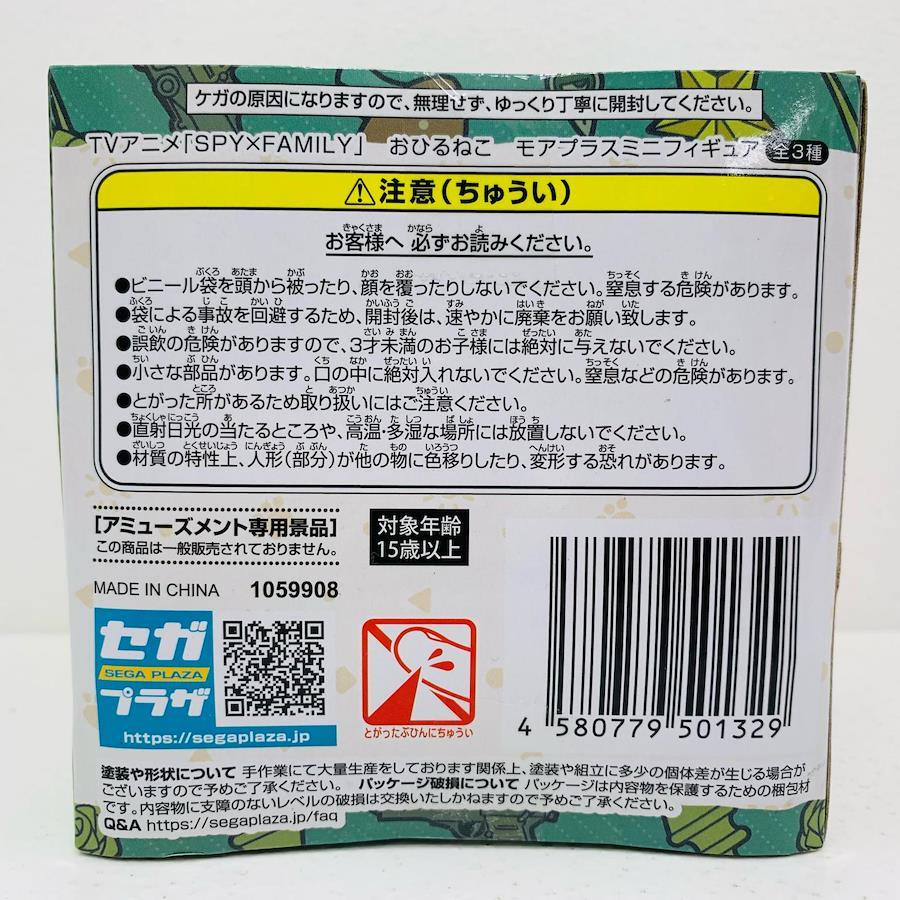 ケガの原因になりますので、無理せず、ゆっくり丁寧に開封してください。
TVアニメ「SPY×FAMILY」 おひるねこ モアプラスミニフィギュア 全3種
⚠注意(ちゅうい)
お客様へ 必ずお読みください。
●ビニール袋を頭から被ったり、顔を覆ったりしないでください。窒息する危険があります。
●袋による事故を回避するため、開封後は、速やかに廃棄をお願い致します。
●誤飲の危険がありますので、3才未満のお子様には絶対に与えないでください。
●小さな部品があります。口の中に絶対入れないでください。窒息などの危険があります。
●とがった所があるため取り扱いにはご注意ください。
●直射日光の当たるところや、高温・多湿な場所には放置しないでください。
●材質の特性上、人形(部分)が他の物に色移りしたり、変形する恐れがあります。
[アミューズメント専用景品]
この商品は一般販売されておりません。
対象年齢
15歳以上
MADE IN CHINA 1059908
セガ
SEGA PLAZA
プラザ
https://segaplaza.jp
とがったぶひんにちゅうい
4 580779 501329
塗装や形状について 手作業にて大量生産をしております関係上、塗装や組立に多少の個体差が生じる場合が
ございますので予めご了承ください。 パッケージ破損について パッケージは内容物を保護するための梱包材
です。内容物に支障のないレベルの破損は交換いたしかねますので予めご了承ください。
Q&A https://segaplaza.jp/faq